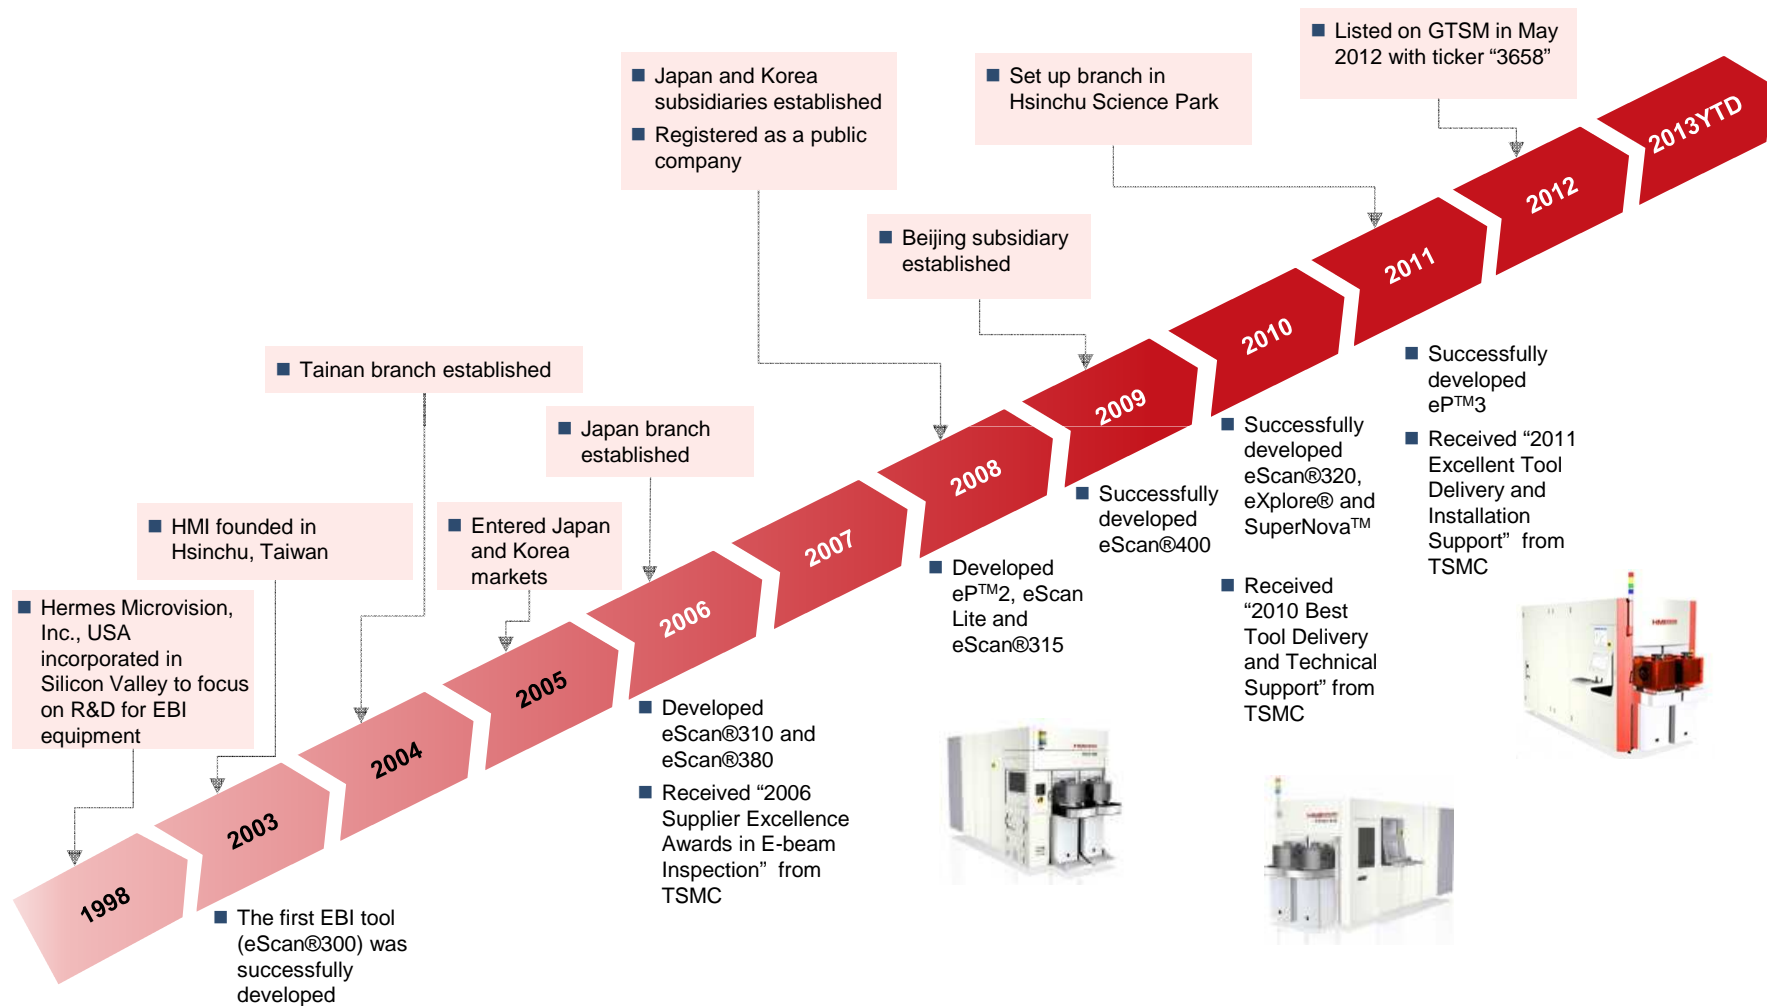 Listed on GTSM in May
2012 with ticker “3658”
Japan and Korea
subsidiaries established
Registered as a public
company
Set up branch in
Hsinchu Science Park
Beijing subsidiary
established
Tainan branch established
Japan branch
established
HMI founded in
Hsinchu, Taiwan
Entered Japan
and Korea
markets
Hermes Microvision,
Inc., USA
incorporated in
Silicon Valley to focus
on R&D for EBI
equipment
1998
2003
2004
2005
2006
2007
2008
2009
2010
2011
2012
2013YTD
The first EBI tool
(eScan®300) was
successfully
developed
Developed
eScan®310 and
eScan®380
Received “2006
Supplier Excellence
Awards in E-beam
Inspection” from
TSMC
Developed
eP™2, eScan
Lite and
eScan®315
Successfully
developed
eScan®400
Successfully
developed
eScan®320,
eXplore® and
SuperNova™
Received
“2010 Best
Tool Delivery
and Technical
Support” from
TSMC
Successfully
developed
eP™3
Received “2011
Excellent Tool
Delivery and
Installation
Support” from
TSMC